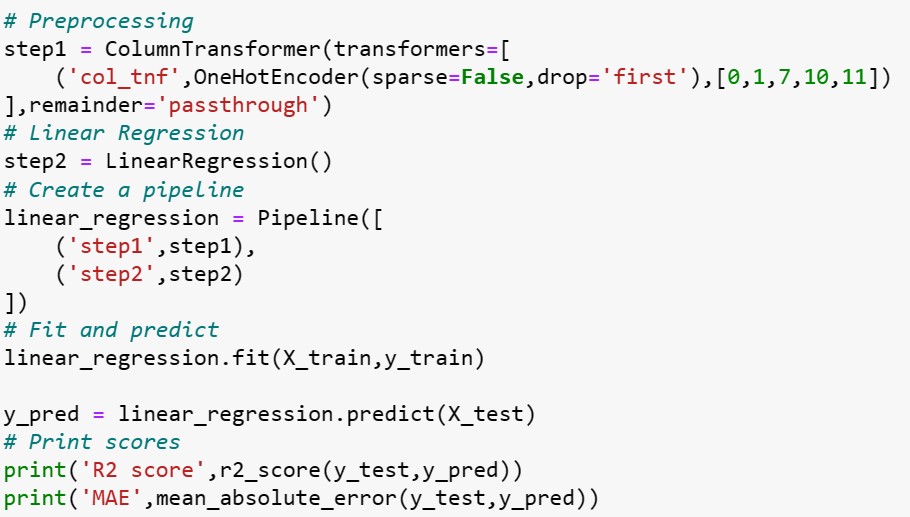 # Preprocessing
step1 = ColumnTransformer(transformers=[
    ('col_tnf',OneHotEncoder(sparse=False,drop='first'),[0,1,7,10,11])
],remainder='passthrough')
# Linear Regression
step2 = LinearRegression()
# Create a pipeline
linear_regression = Pipeline([
    ('step1',step1),
    ('step2',step2)
])
# Fit and predict
linear_regression.fit(X_train,y_train)

y_pred = linear_regression.predict(X_test)
# Print scores
print('R2 score',r2_score(y_test,y_pred))
print('MAE',mean_absolute_error(y_test,y_pred))